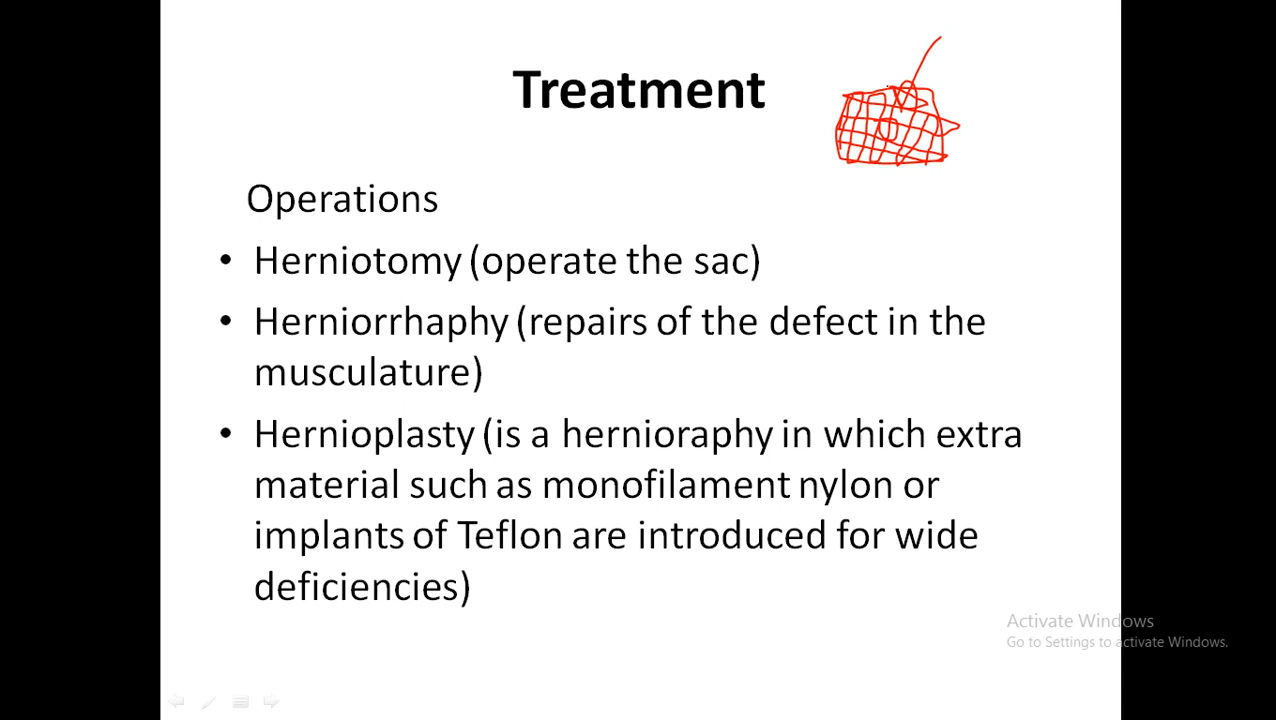 Treatment
Operations
• Herniotomy (operate the sac)
• Herniorrhaphy (repairs of the defect in the
musculature)
• Hernioplasty (is a hernioraphy in which extra
material such as monofilament nylon or
implants of Teflon are introduced for wide
deficiencies)
Activate Windows
Go to Settings to activate Windows.